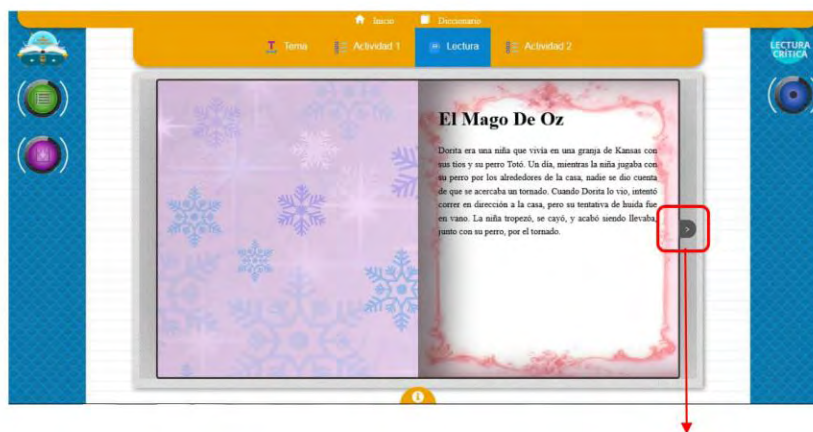 Inicio Diccionario
Tema Actividad 1 Lectura Actividad 2
LECTURA
CRÍTICA
El Mago De Oz
Dorita era una niña que vivía en una granja de Kansas con
sus tíos y su perro Totó. Un día, mientras la niña jugaba con
su perro por los alrededores de la casa, nadie se dio cuenta
de que se acercaba un tornado. Cuando Dorita lo vio, intentó
correr en dirección a la casa, pero su tentativa de huida fue
en vano. La niña tropezó, se cayó, y acabó siendo llevaba,
junto con su perro, por el tornado.